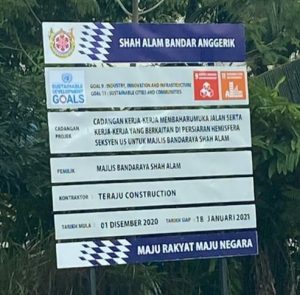 SHAH ALAM BANDAR ANGGERIK
SUSTAINABLE
DEVELOPMENT
GOALS
GOAL 9 : INDUSTRY, INNOVATION AND INFRASTRUCTURE
GOAL 11 : SUSTAINABLE CITIES AND COMMUNITIES
CADANGAN
PROJEK
:
CADANGAN KERJA-KERJA MEMBAHARUMUKA JALAN SERTA
KERJA-KERJA YANG BERKAITAN DI PERSIARAN HEMISFERA
SEKSYEN U5 UNTUK MAJLIS BANDARAYA SHAH ALAM
PEMILIK : MAJLIS BANDARAYA SHAH ALAM
KONTRAKTOR : TERAJU CONSTRUCTION
TARIKH MULA : 01 DISEMBER 2020 TARIKH SIAP : 18 JANUARI 2021
MAJU RAKYAT MAJU NEGARA